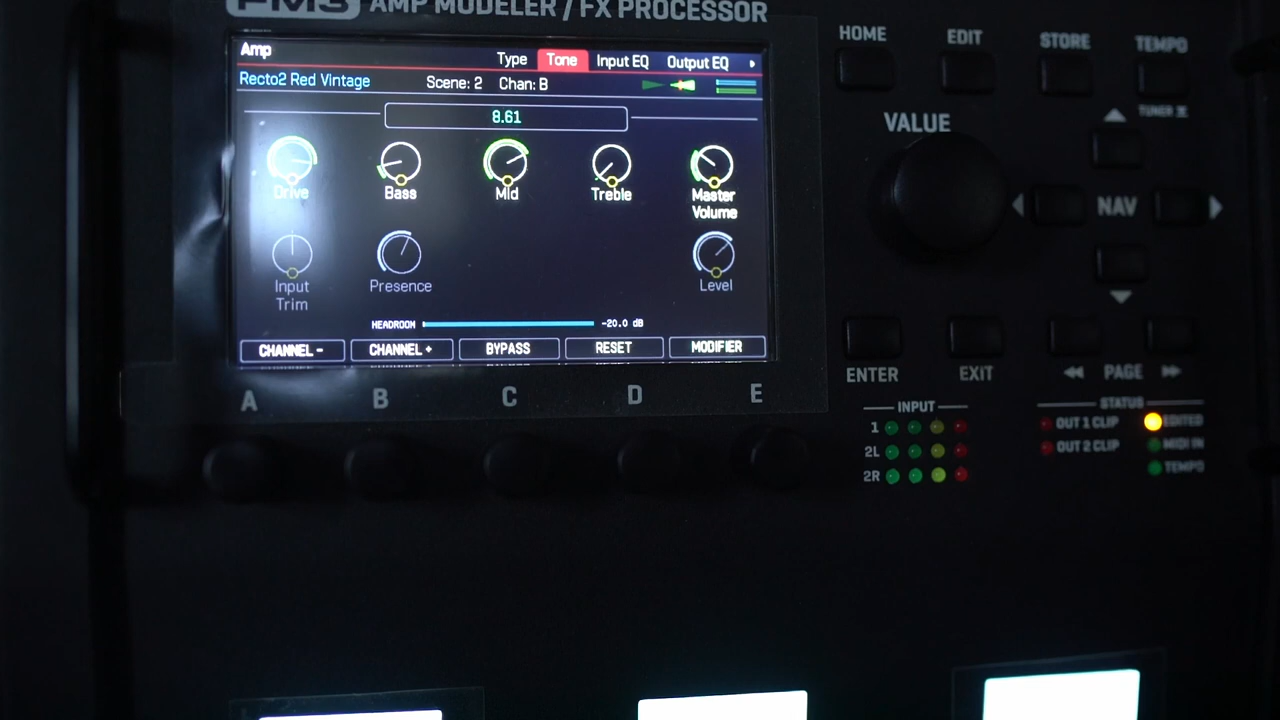 FM3 AMP MODELER / FX PROCESSOR
Amp
Type Tone Input EQ Output EQ
Recto2 Red Vintage Scene: 2 Chan: B
8.61
Drive Bass Mid Treble Master Volume
Input Trim Presence Level
HEADROOM -20.0 dB
CHANNEL - CHANNEL + BYPASS RESET MODIFIER
A B C D E
HOME EDIT STORE TEMPO
TUNER
VALUE
NAV
ENTER EXIT PAGE
INPUT
1
2L
2R
STATUS
OUT 1 CLIP EDITED
OUT 2 CLIP MIDI IN
TEMPO